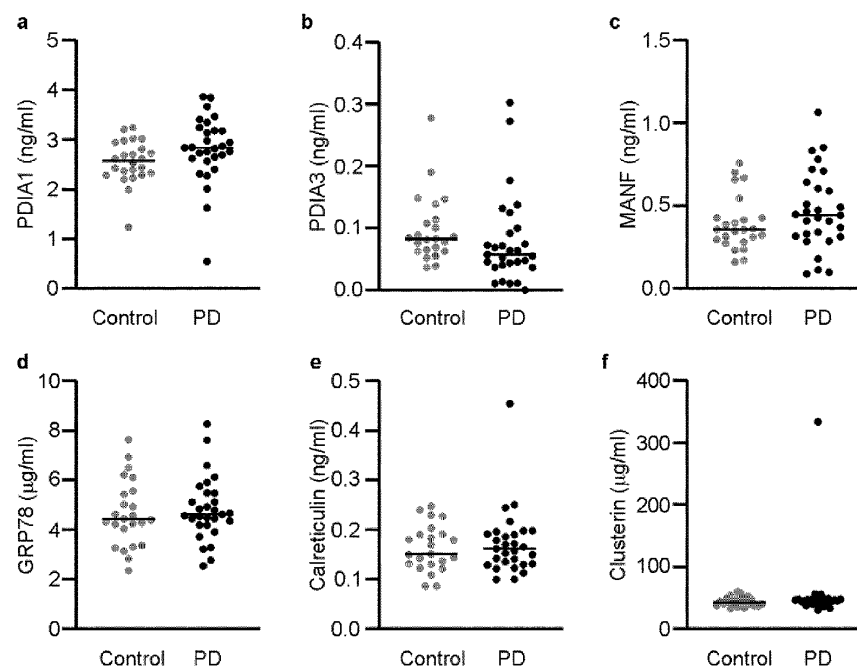 a
PDIA1 (ng/ml)
5
4
3
2
1
0
Control PD
b
PDIA3 (ng/ml)
0.4
0.3
0.2
0.1
0.0
Control PD
c
MANF (ng/ml)
1.5
1.0
0.5
0.0
Control PD
d
GRP78 (µg/ml)
10
8
6
4
2
0
Control PD
e
Calreticulin (ng/ml)
0.5
0.4
0.3
0.2
0.1
0.0
Control PD
f
Clusterin (µg/ml)
400
300
200
100
0
Control PD